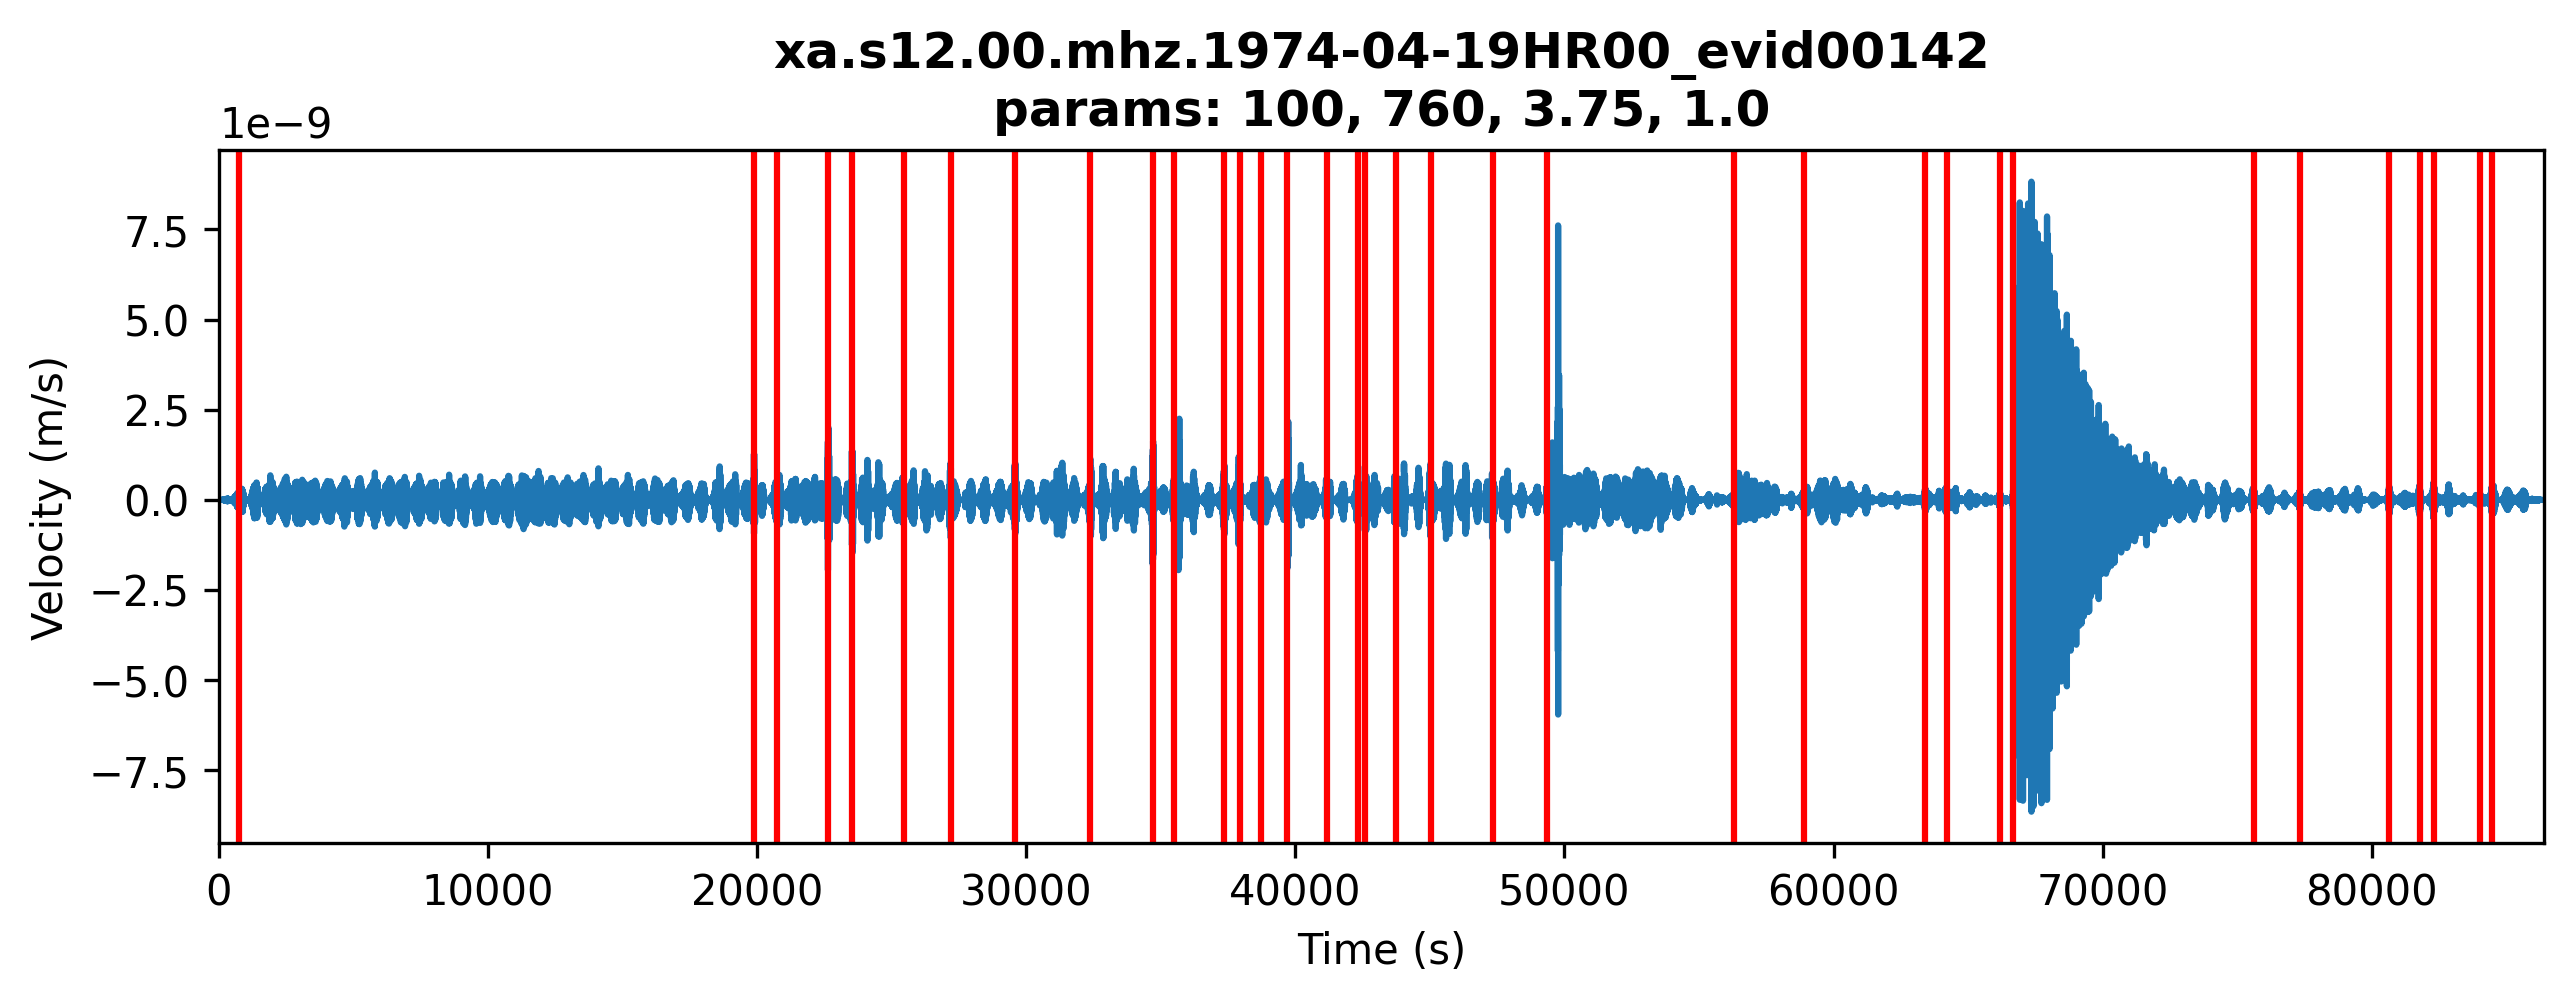 xa.s12.00.mhz.1974-04-19HR00_evid00142
params: 100, 760, 3.75, 1.0
1e−9
7.5
5.0
2.5
0.0
−2.5
−5.0
−7.5
Velocity (m/s)
0 10000 20000 30000 40000 50000 60000 70000 80000
Time (s)